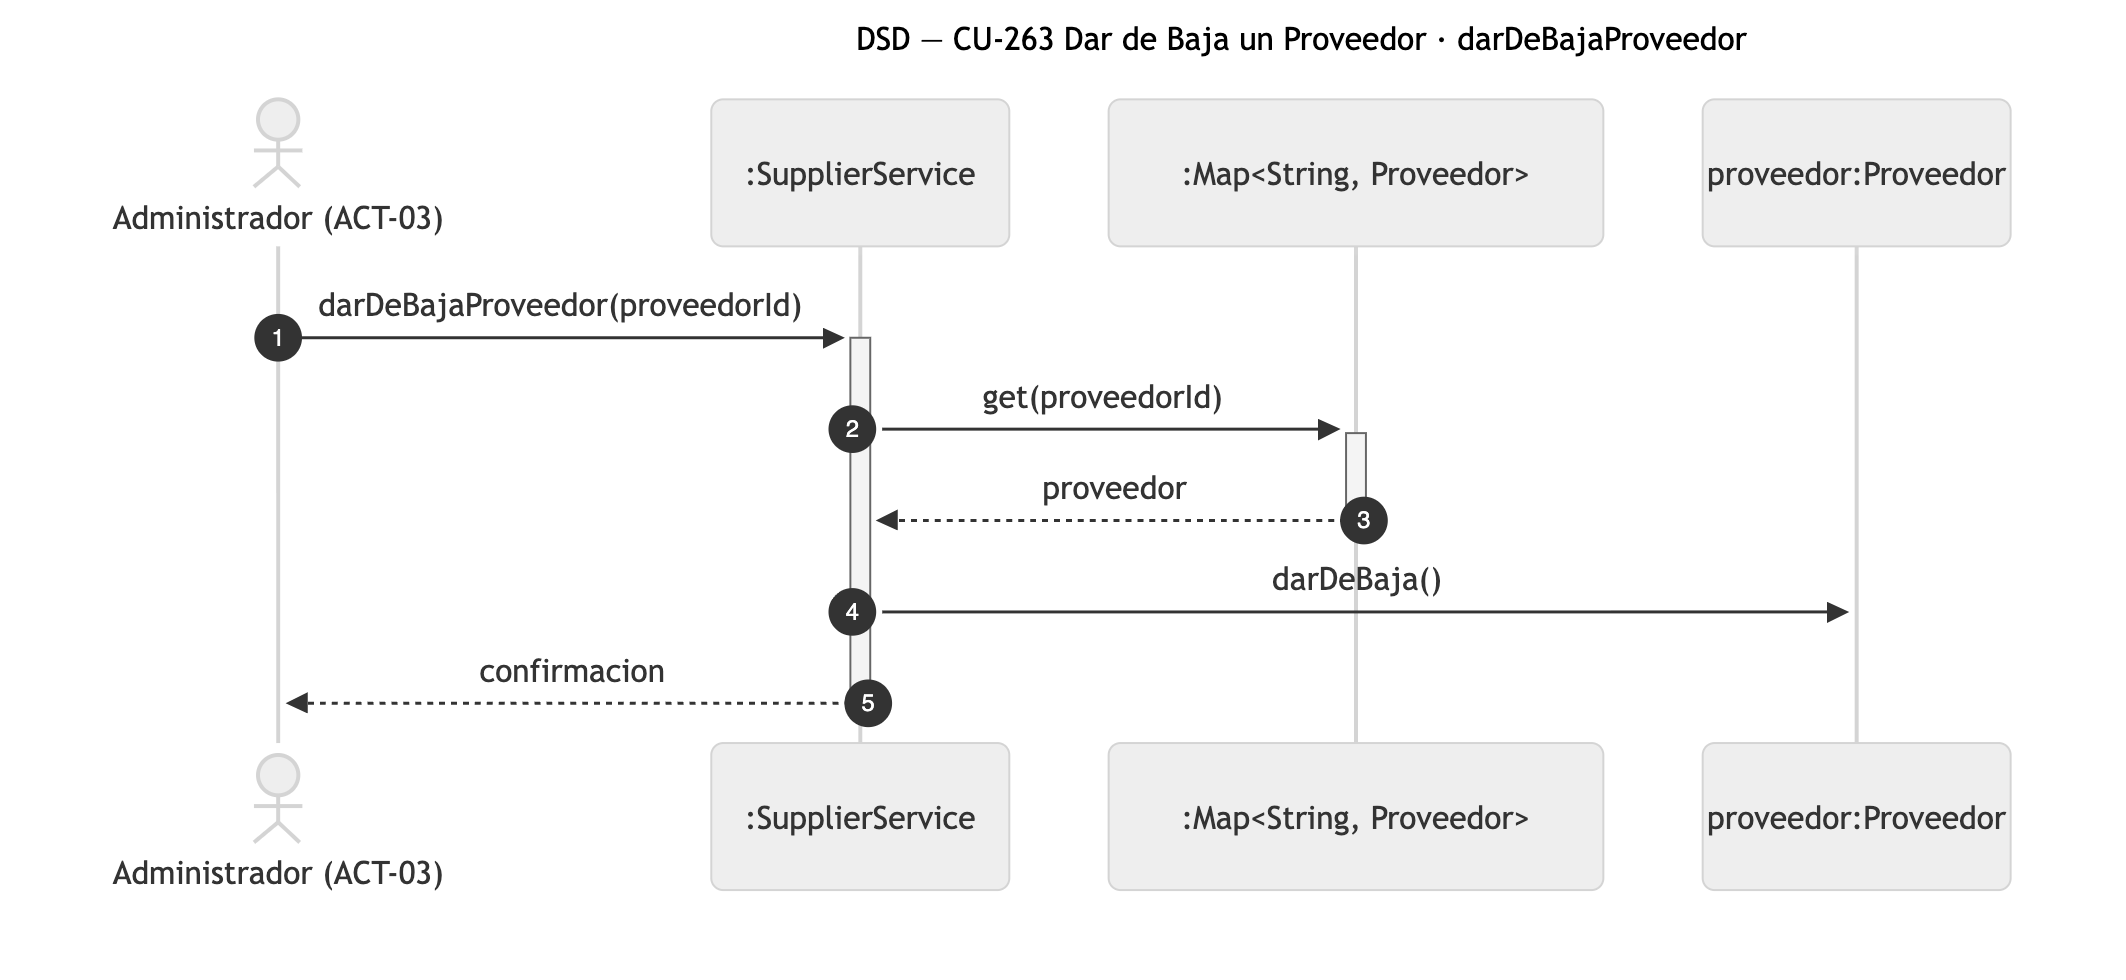 DSD — CU-263 Dar de Baja un Proveedor · darDeBajaProveedor
Administrador (ACT-03)
:SupplierService
:Map<String, Proveedor>
proveedor:Proveedor
darDeBajaProveedor(proveedorId)
1
get(proveedorId)
2
proveedor
3
darDeBaja()
4
confirmacion
5
Administrador (ACT-03)
:SupplierService
:Map<String, Proveedor>
proveedor:Proveedor